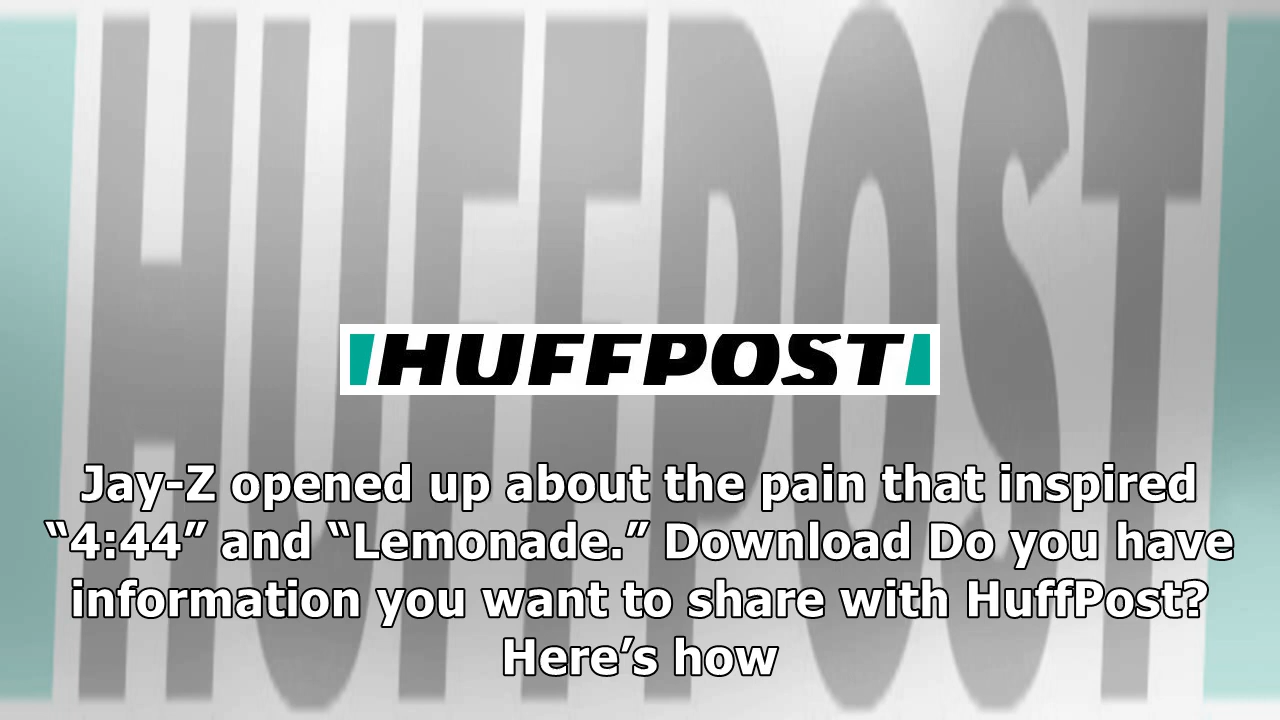 HUFFPOST
HUFFPOST
Jay-Z opened up about the pain that inspired
“4:44” and “Lemonade.” Download Do you have
information you want to share with HuffPost?
Here’s how